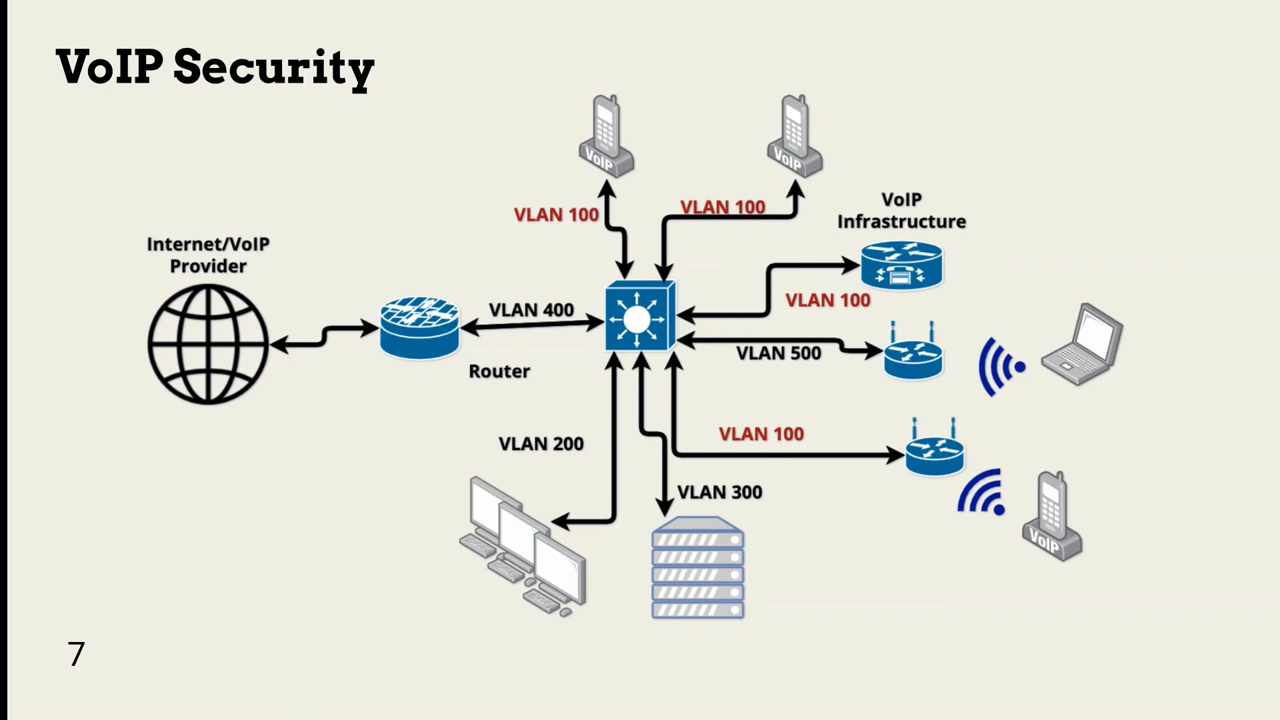 VoIP Security
VoIP
VoIP
VLAN 100
VLAN 100
VoIP
Infrastructure
Internet/VoIP
Provider
VLAN 100
VLAN 400
VLAN 500
Router
VLAN 200
VLAN 100
VLAN 300
VoIP
7